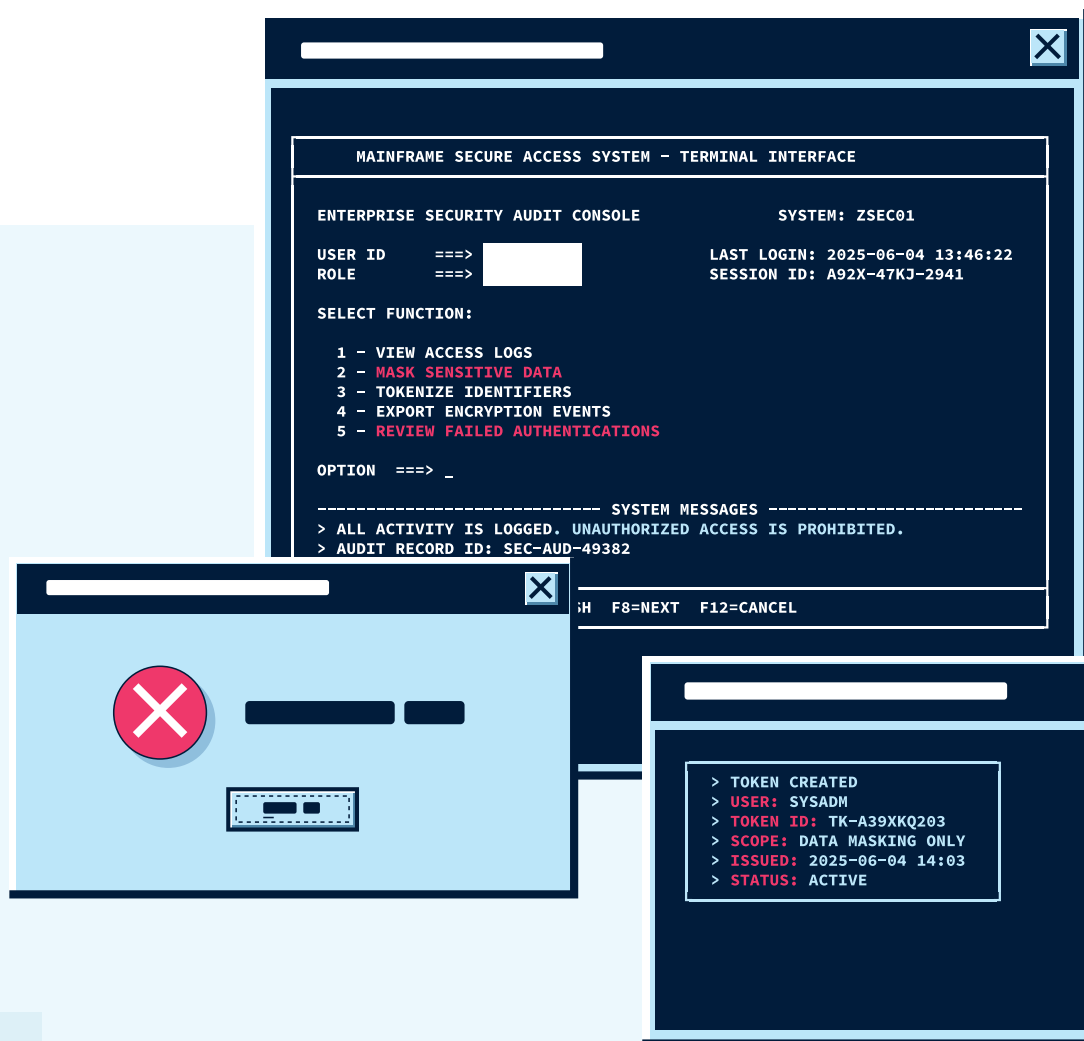 MAINFRAME SECURE ACCESS SYSTEM - TERMINAL INTERFACE
ENTERPRISE SECURITY AUDIT CONSOLE SYSTEM: ZSEC01
USER ID ===> LAST LOGIN: 2025-06-04 13:46:22
ROLE ===> SESSION ID: A92X-47KJ-2941
SELECT FUNCTION:
1 - VIEW ACCESS LOGS
2 - MASK SENSITIVE DATA
3 - TOKENIZE IDENTIFIERS
4 - EXPORT ENCRYPTION EVENTS
5 - REVIEW FAILED AUTHENTICATIONS
OPTION ===> _
----------------------------- SYSTEM MESSAGES --------------------------
> ALL ACTIVITY IS LOGGED. UNAUTHORIZED ACCESS IS PROHIBITED.
> AUDIT RECORD ID: SEC-AUD-49382
F8=NEXT F12=CANCEL
> TOKEN CREATED
> USER: SYSADM
> TOKEN ID: TK-A39XKQ203
> SCOPE: DATA MASKING ONLY
> ISSUED: 2025-06-04 14:03
> STATUS: ACTIVE